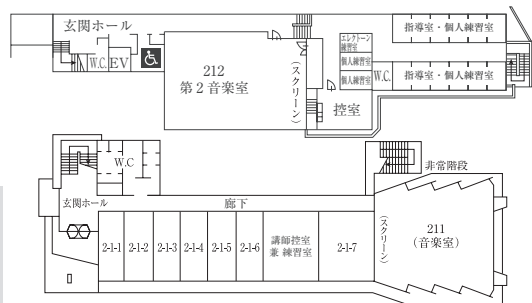 玄関ホール
W.C.
EV
212
第２音楽室
(スクリーン)
エレクトーン
練習室
個人練習室
個人練習室
控室
W.C.
指導室・個人練習室
指導室・個人練習室
W.C
玄関ホール
廊下
非常階段
2-1-1
2-1-2
2-1-3
2-1-4
2-1-5
2-1-6
講師控室
兼 練習室
2-1-7
(スクリーン)
211
(音楽室)